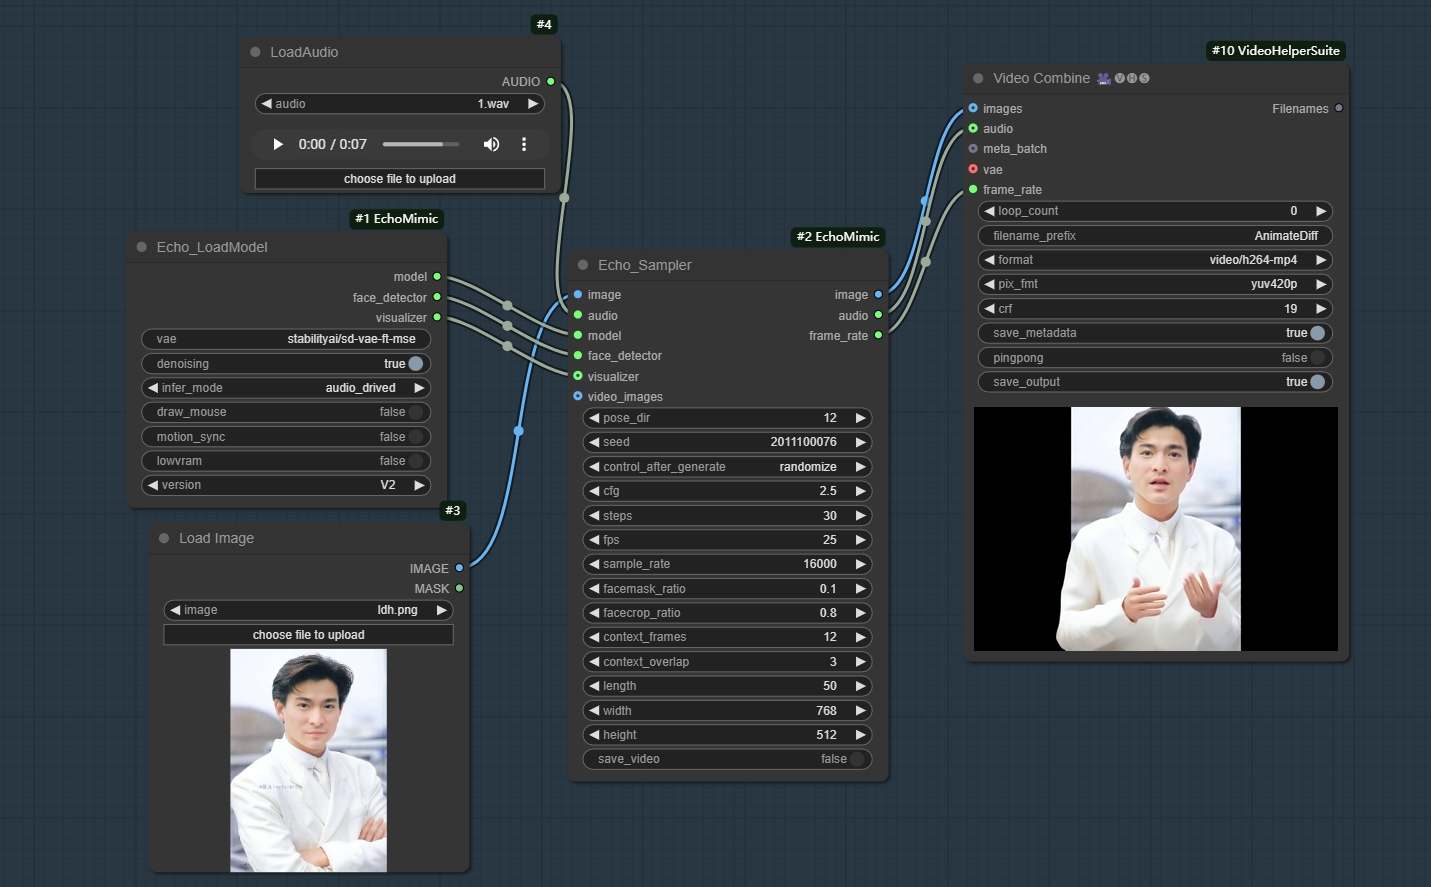 #4
LoadAudio
AUDIO
audio 1.wav
0:00 / 0:07
choose file to upload
#1 EchoMimic
Echo_LoadModel
model
face_detector
visualizer
vae stabilityai/sd-vae-ft-mse
denoising true
infer_mode audio_drived
draw_mouse false
motion_sync false
lowvram false
version V2
#3
Load Image
IMAGE
MASK
image ldh.png
choose file to upload
#2 EchoMimic
Echo_Sampler
image image
audio audio
model frame_rate
face_detector
visualizer
video_images
pose_dir 12
seed 2011100076
control_after_generate randomize
cfg 2.5
steps 30
fps 25
sample_rate 16000
facemask_ratio 0.1
facecrop_ratio 0.8
context_frames 12
context_overlap 3
length 50
width 768
height 512
save_video false
#10 VideoHelperSuite
Video Combine 🎥🅥🅗🅢
images Filenames
audio
meta_batch
vae
frame_rate
loop_count 0
filename_prefix AnimateDiff
format video/h264-mp4
pix_fmt yuv420p
crf 19
save_metadata true
pingpong false
save_output true